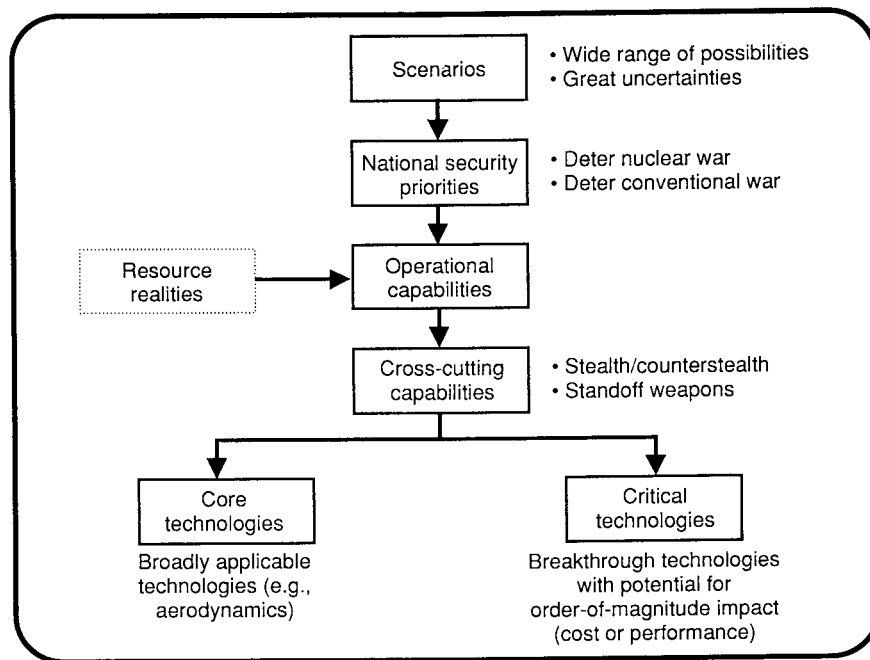 Scenarios
• Wide range of possibilities
• Great uncertainties
National security
priorities
• Deter nuclear war
• Deter conventional war
Resource
realities
Operational
capabilities
Cross-cutting
capabilities
• Stealth/counterstealth
• Standoff weapons
Core
technologies
Broadly applicable
technologies (e.g.,
aerodynamics)
Critical
technologies
Breakthrough technologies
with potential for
order-of-magnitude impact
(cost or performance)